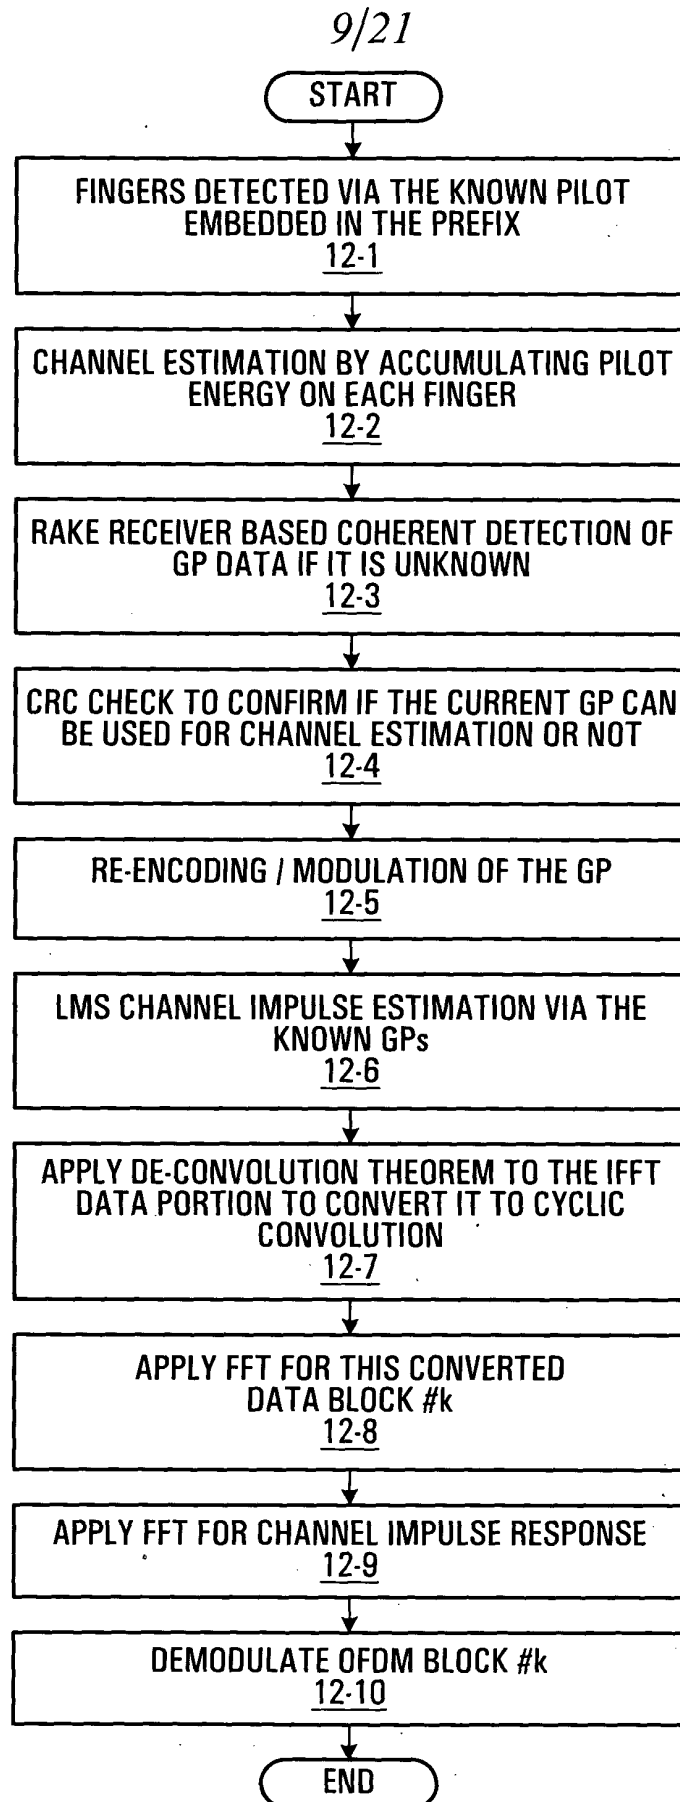 9/21
START
FINGERS DETECTED VIA THE KNOWN PILOT
EMBEDDED IN THE PREFIX
12-1
CHANNEL ESTIMATION BY ACCUMULATING PILOT
ENERGY ON EACH FINGER
12-2
RAKE RECEIVER BASED COHERENT DETECTION OF
GP DATA IF IT IS UNKNOWN
12-3
CRC CHECK TO CONFIRM IF THE CURRENT GP CAN
BE USED FOR CHANNEL ESTIMATION OR NOT
12-4
RE-ENCODING / MODULATION OF THE GP
12-5
LMS CHANNEL IMPULSE ESTIMATION VIA THE
KNOWN GPs
12-6
APPLY DE-CONVOLUTION THEOREM TO THE IFFT
DATA PORTION TO CONVERT IT TO CYCLIC
CONVOLUTION
12-7
APPLY FFT FOR THIS CONVERTED
DATA BLOCK #k
12-8
APPLY FFT FOR CHANNEL IMPULSE RESPONSE
12-9
DEMODULATE OFDM BLOCK #k
12-10
END